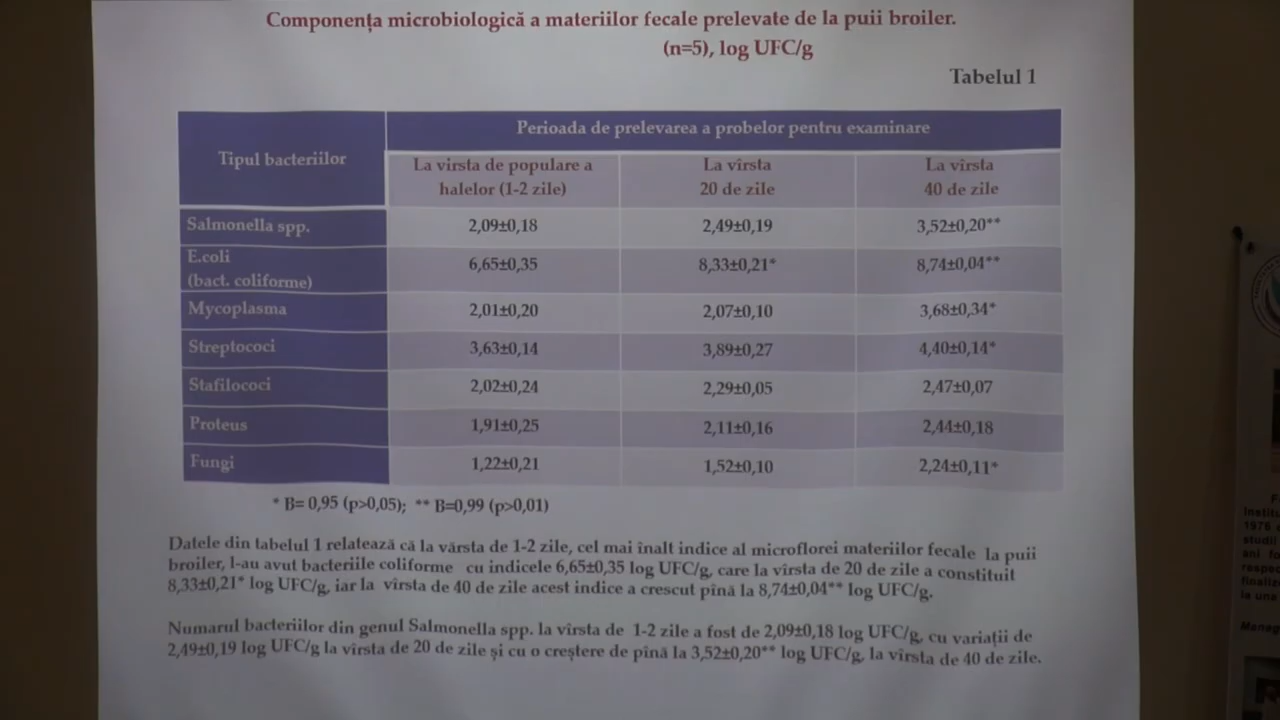 Componența microbiologică a materiilor fecale prelevate de la puii broiler.
(n=5), log UFC/g
Tabelul 1
Tipul bacteriilor
Perioada de prelevarea a probelor pentru examinare
La virsta de populare a halelor (1-2 zile)
La vîrsta 20 de zile
La vîrsta 40 de zile
Salmonella spp. 2,09±0,18 2,49±0,19 3,52±0,20**
E.coli (bact. coliforme) 6,65±0,35 8,33±0,21* 8,74±0,04**
Mycoplasma 2,01±0,20 2,07±0,10 3,68±0,34*
Streptococi 3,63±0,14 3,89±0,27 4,40±0,14*
Stafilococi 2,02±0,24 2,29±0,05 2,47±0,07
Proteus 1,91±0,25 2,11±0,16 2,44±0,18
Fungi 1,22±0,21 1,52±0,10 2,24±0,11*
* B= 0,95 (p>0,05); ** B=0,99 (p>0,01)
Datele din tabelul 1 relatează că la vărsta de 1-2 zile, cel mai înalt indice al microflorei materiilor fecale la puii
broiler, l-au avut bacteriile coliforme cu indicele 6,65±0,35 log UFC/g, care la vîrsta de 20 de zile a constituit
8,33±0,21* log UFC/g, iar la vîrsta de 40 de zile acest indice a crescut pînă la 8,74±0,04** log UFC/g.
Numarul bacteriilor din genul Salmonella spp. la vîrsta de 1-2 zile a fost de 2,09±0,18 log UFC/g, cu variații de
2,49±0,19 log UFC/g la vîrsta de 20 de zile și cu o creștere de pînă la 3,52±0,20** log UFC/g, la vîrsta de 40 de zile.
1976
ani
la una